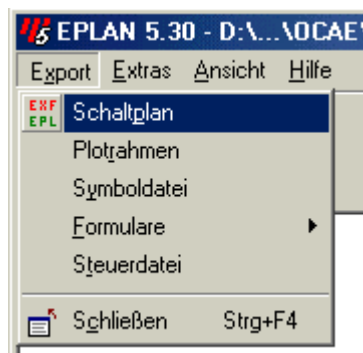 EPLAN 5.30 - D:\...\OCAE\
Export Extras Ansicht Hilfe
EXF
EPL
Schaltplan
Plotrahmen
Symboldatei
Formulare
Steuerdatei
Schließen Strg+F4